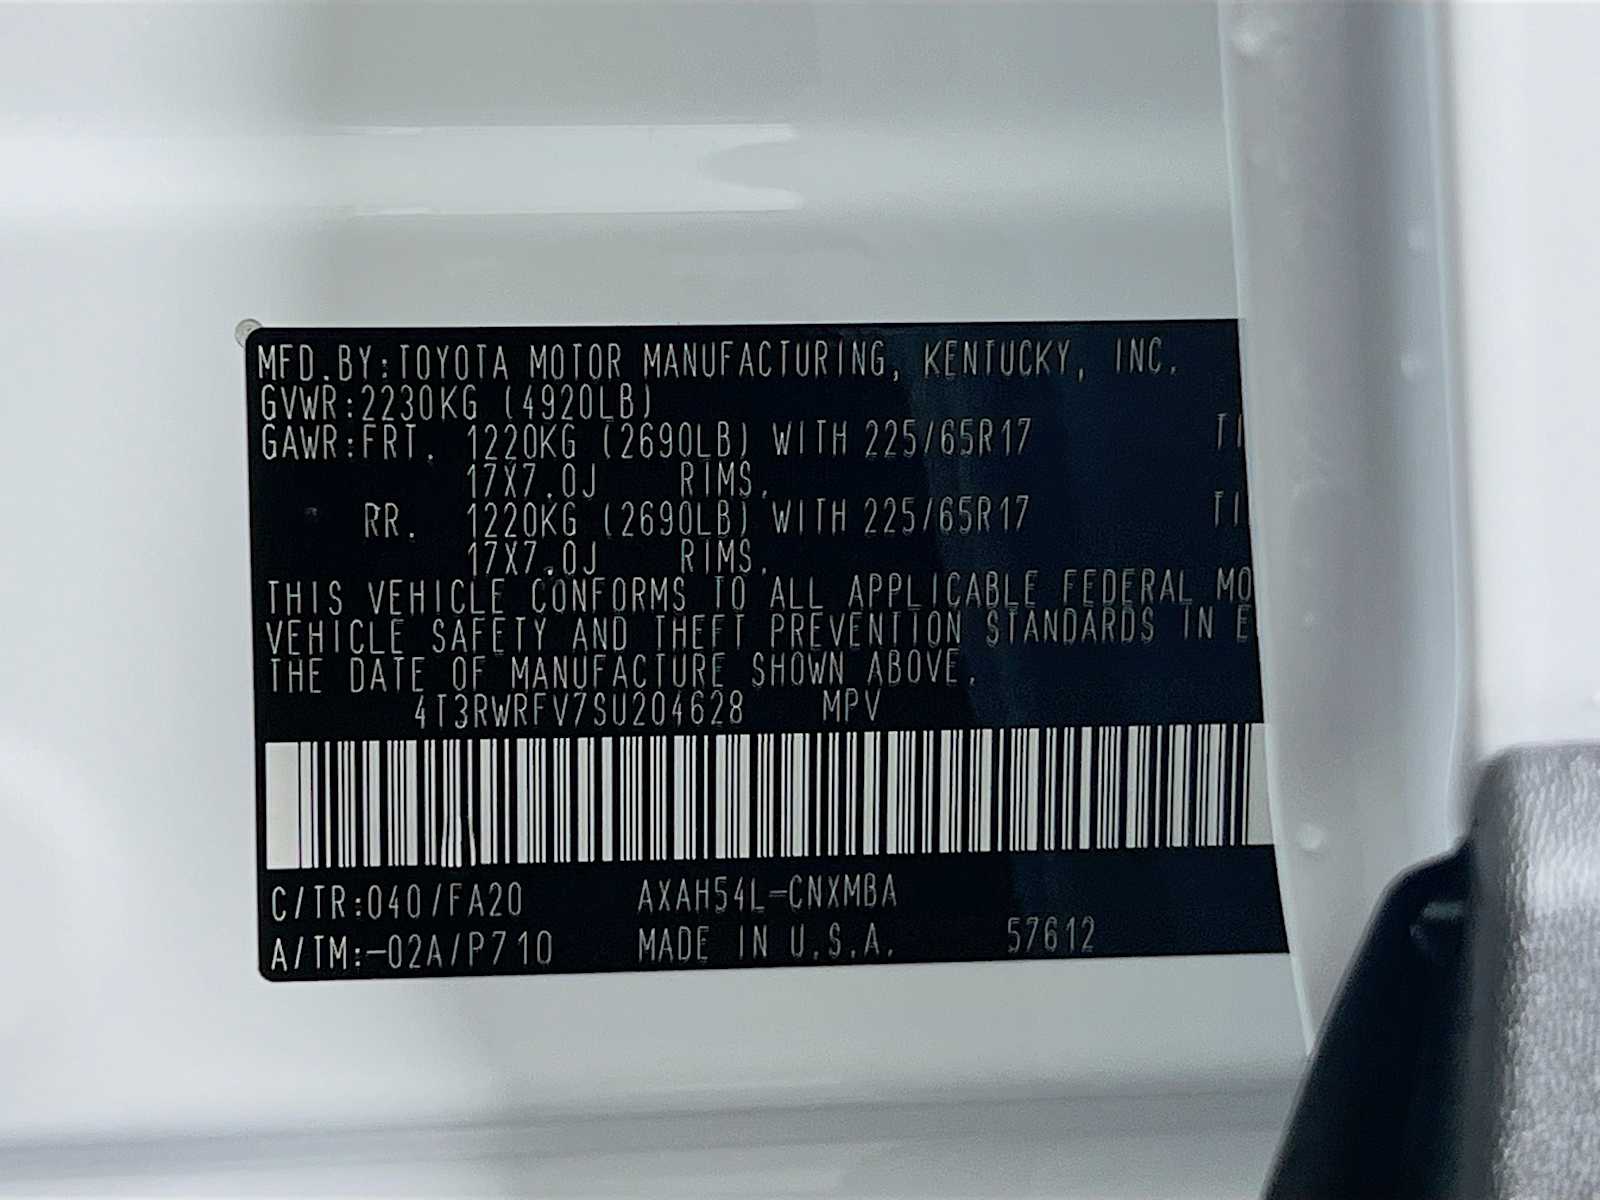 MFD.BY:TOYOTA MOTOR MANUFACTURING, KENTUCKY, INC.
GVWR:2230KG (4920LB)
GAWR:FRT. 1220KG (2690LB) WITH 225/65R17 TI
17X7.0J RIMS,
RR. 1220KG (2690LB) WITH 225/65R17 TI
17X7.0J RIMS,
THIS VEHICLE CONFORMS TO ALL APPLICABLE FEDERAL MO
VEHICLE SAFETY AND THEFT PREVENTION STANDARDS IN E
THE DATE OF MANUFACTURE SHOWN ABOVE.
4T3RWRFV7SU204628 MPV
C/TR:040/FA20 AXAH54L-CNXMBA
A/TM:-02A/P710 MADE IN U.S.A. 57612